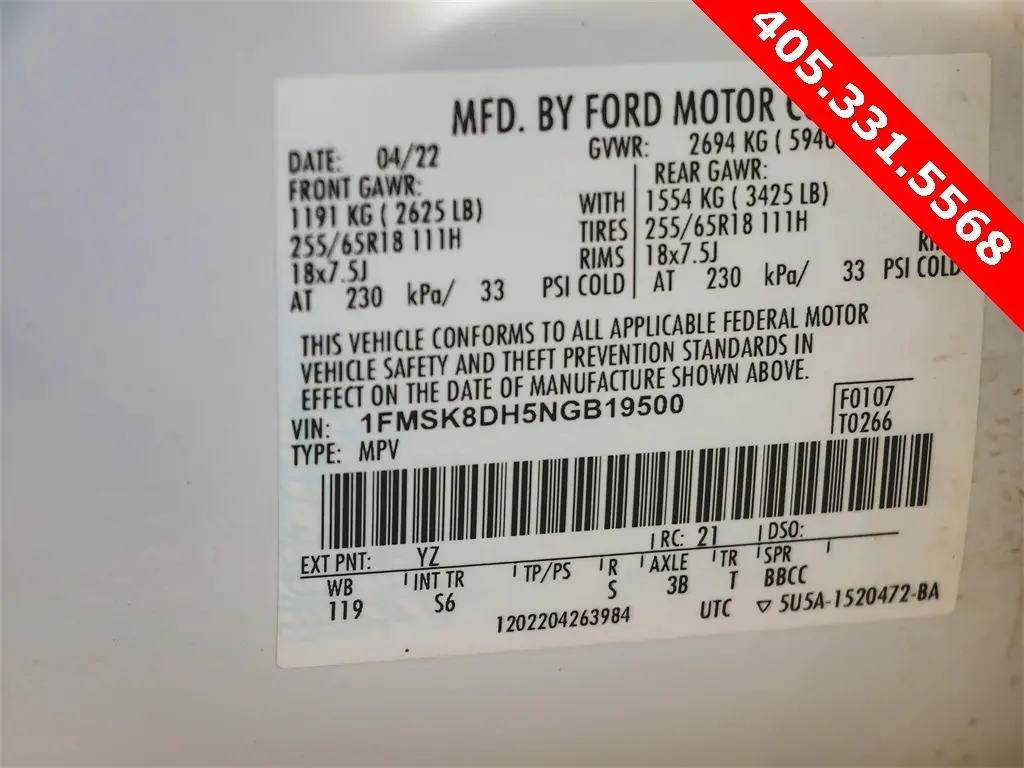 405.331.5568
MFD. BY FORD MOTOR
DATE: 04/22 GVWR: 2694 KG ( 5940
FRONT GAWR: REAR GAWR:
1191 KG ( 2625 LB) WITH 1554 KG ( 3425 LB)
255/65R18 111H TIRES 255/65R18 111H
18x7.5J RIMS 18x7.5J
AT 230 kPa/ 33 PSI COLD AT 230 kPa/ 33 PSI COLD
THIS VEHICLE CONFORMS TO ALL APPLICABLE FEDERAL MOTOR
VEHICLE SAFETY AND THEFT PREVENTION STANDARDS IN
EFFECT ON THE DATE OF MANUFACTURE SHOWN ABOVE.
VIN: 1FMSK8DH5NGB19500 F0107
TYPE: MPV T0266
EXT PNT: YZ RC: 21 DSO:
WB INT TR TP/PS R AXLE TR SPR
119 S6 S 3B T BBCC
1202204263984 UTC ▽ 5U5A-1520472-BA